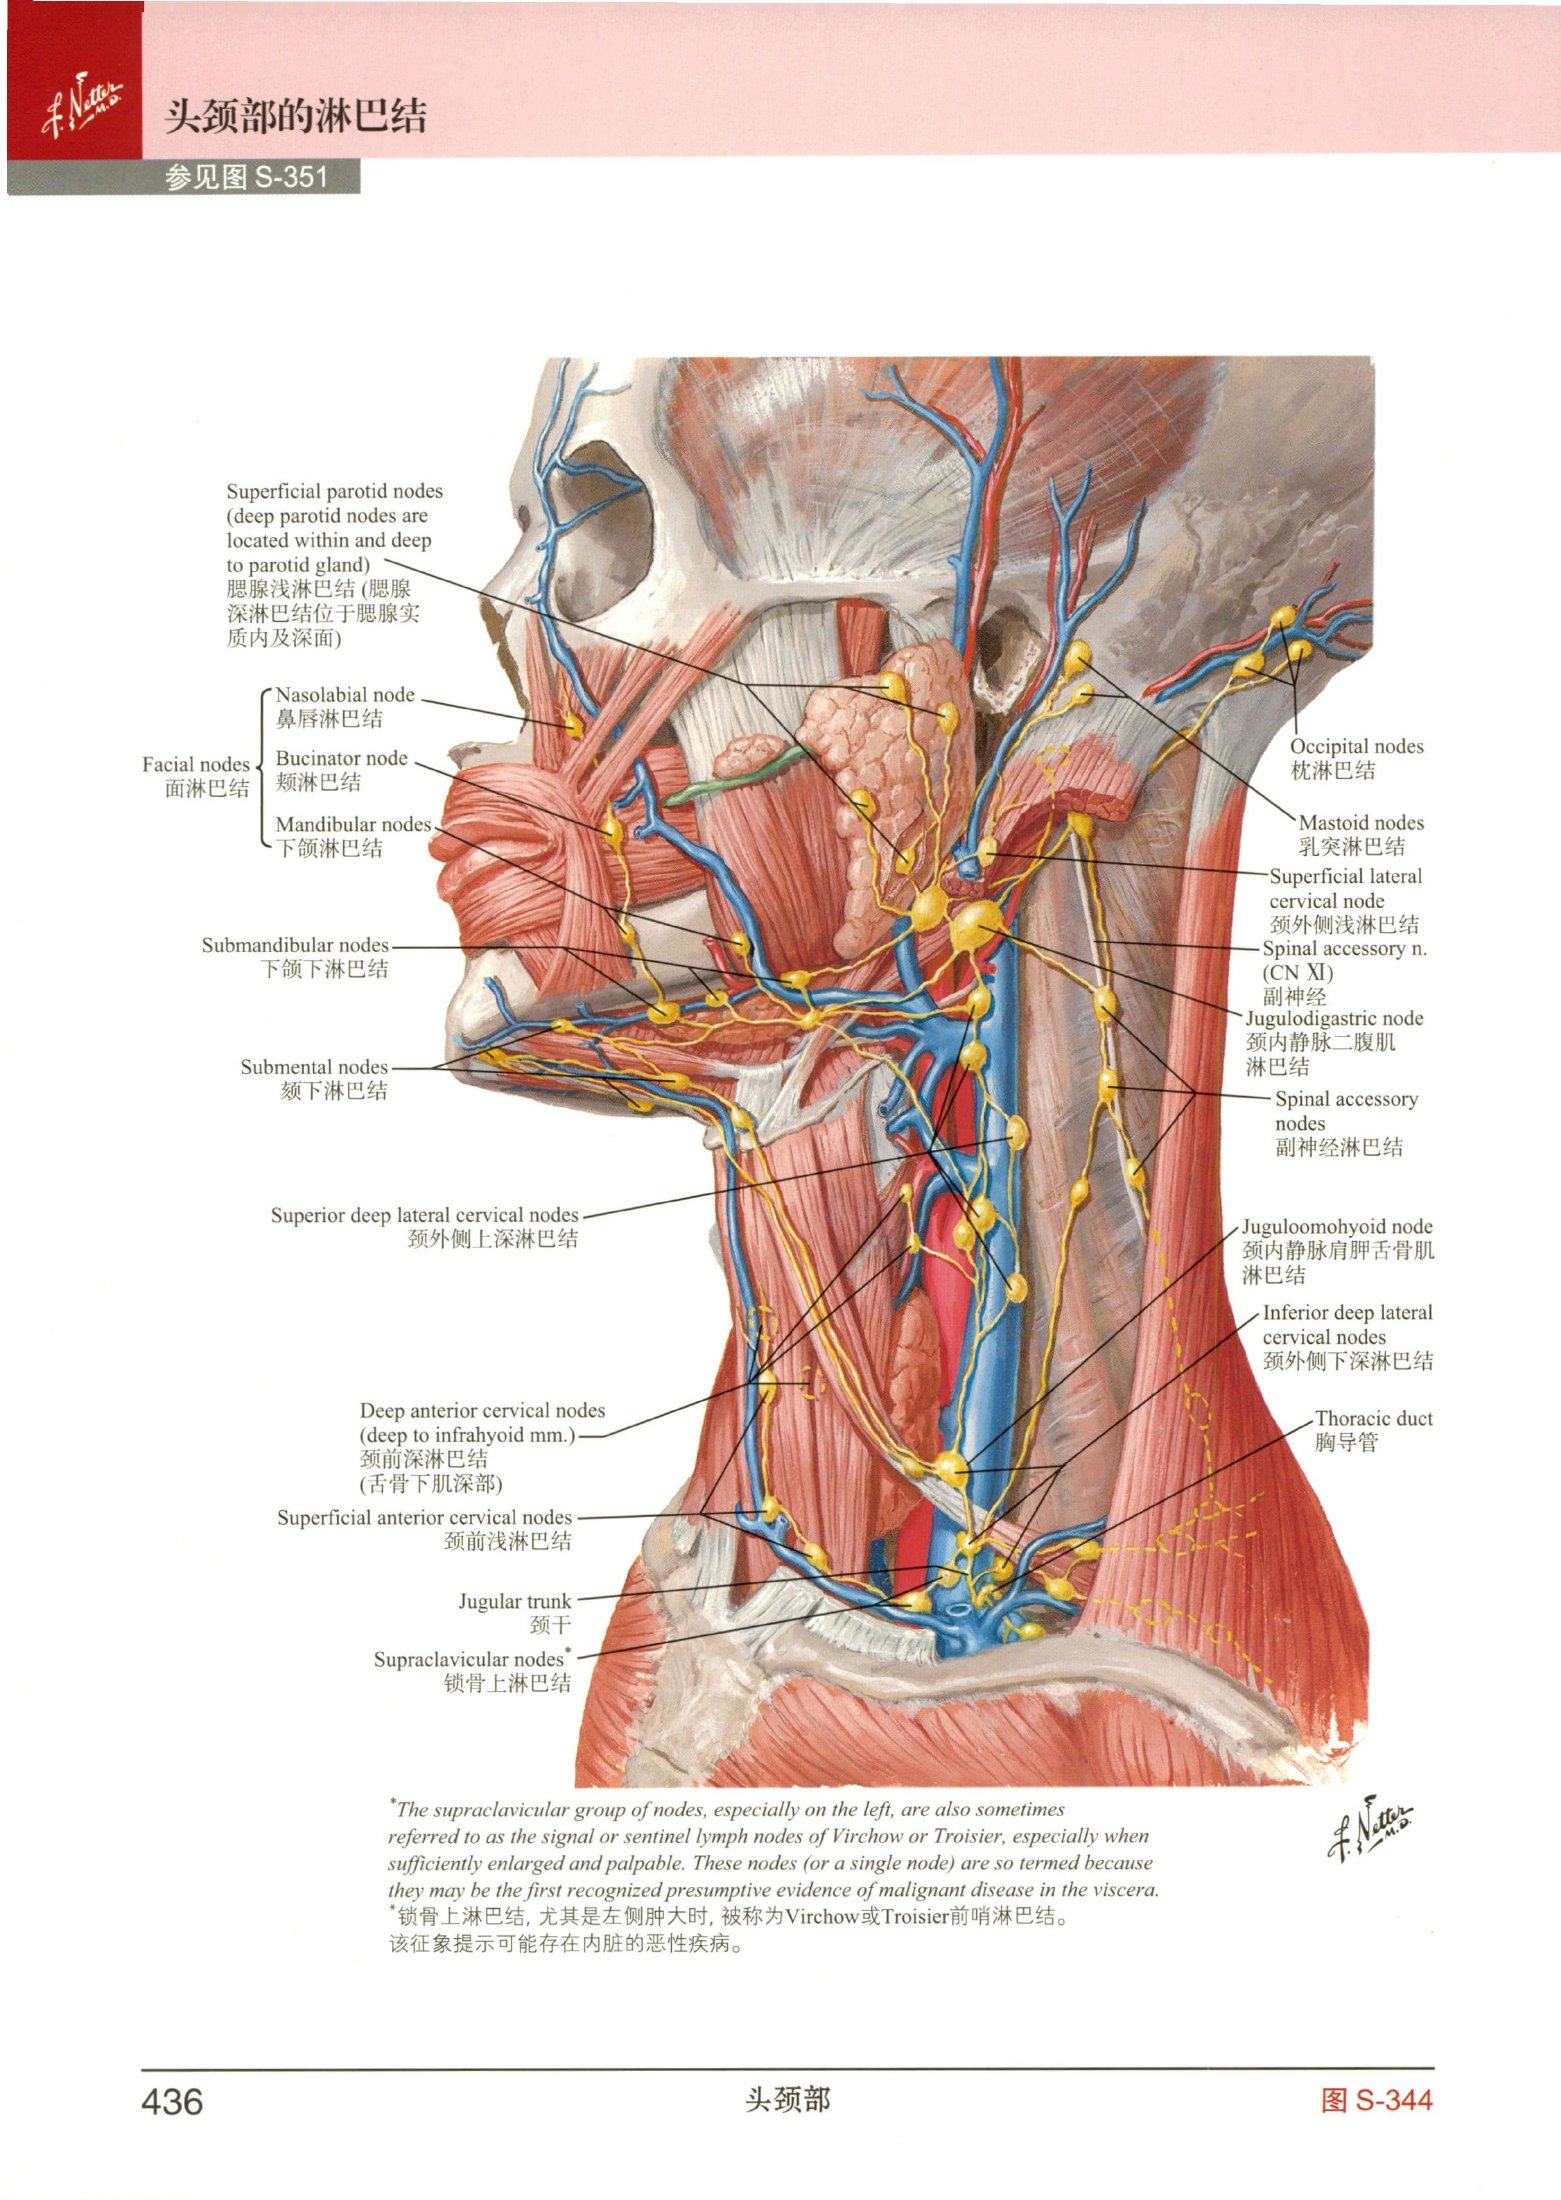 F. Netter M.D.
头颈部的淋巴结
参见图 S-351
Superficial parotid nodes
(deep parotid nodes are
located within and deep
to parotid gland)
腮腺浅淋巴结 (腮腺
深淋巴结位于腮腺实
质内及深面)
Facial nodes
面淋巴结
Nasolabial node
鼻唇淋巴结
Bucinator node
颊淋巴结
Mandibular nodes
下颌淋巴结
Submandibular nodes
下颌下淋巴结
Submental nodes
颏下淋巴结
Superior deep lateral cervical nodes
颈外侧上深淋巴结
Deep anterior cervical nodes
(deep to infrahyoid mm.)
颈前深淋巴结
(舌骨下肌深部)
Superficial anterior cervical nodes
颈前浅淋巴结
Jugular trunk
颈干
Supraclavicular nodes*
锁骨上淋巴结
Occipital nodes
枕淋巴结
Mastoid nodes
乳突淋巴结
Superficial lateral
cervical node
颈外侧浅淋巴结
Spinal accessory n.
(CN XI)
副神经
Jugulodigastric node
颈内静脉二腹肌
淋巴结
Spinal accessory
nodes
副神经淋巴结
Juguloomohyoid node
颈内静脉肩胛舌骨肌
淋巴结
Inferior deep lateral
cervical nodes
颈外侧下深淋巴结
Thoracic duct
胸导管
*The supraclavicular group of nodes, especially on the left, are also sometimes
referred to as the signal or sentinel lymph nodes of Virchow or Troisier, especially when
sufficiently enlarged and palpable. These nodes (or a single node) are so termed because
they may be the first recognized presumptive evidence of malignant disease in the viscera.
*锁骨上淋巴结, 尤其是左侧肿大时, 被称为Virchow或Troisier前哨淋巴结。
该征象提示可能存在内脏的恶性疾病。
F. Netter M.D.
436
头颈部
图 S-344